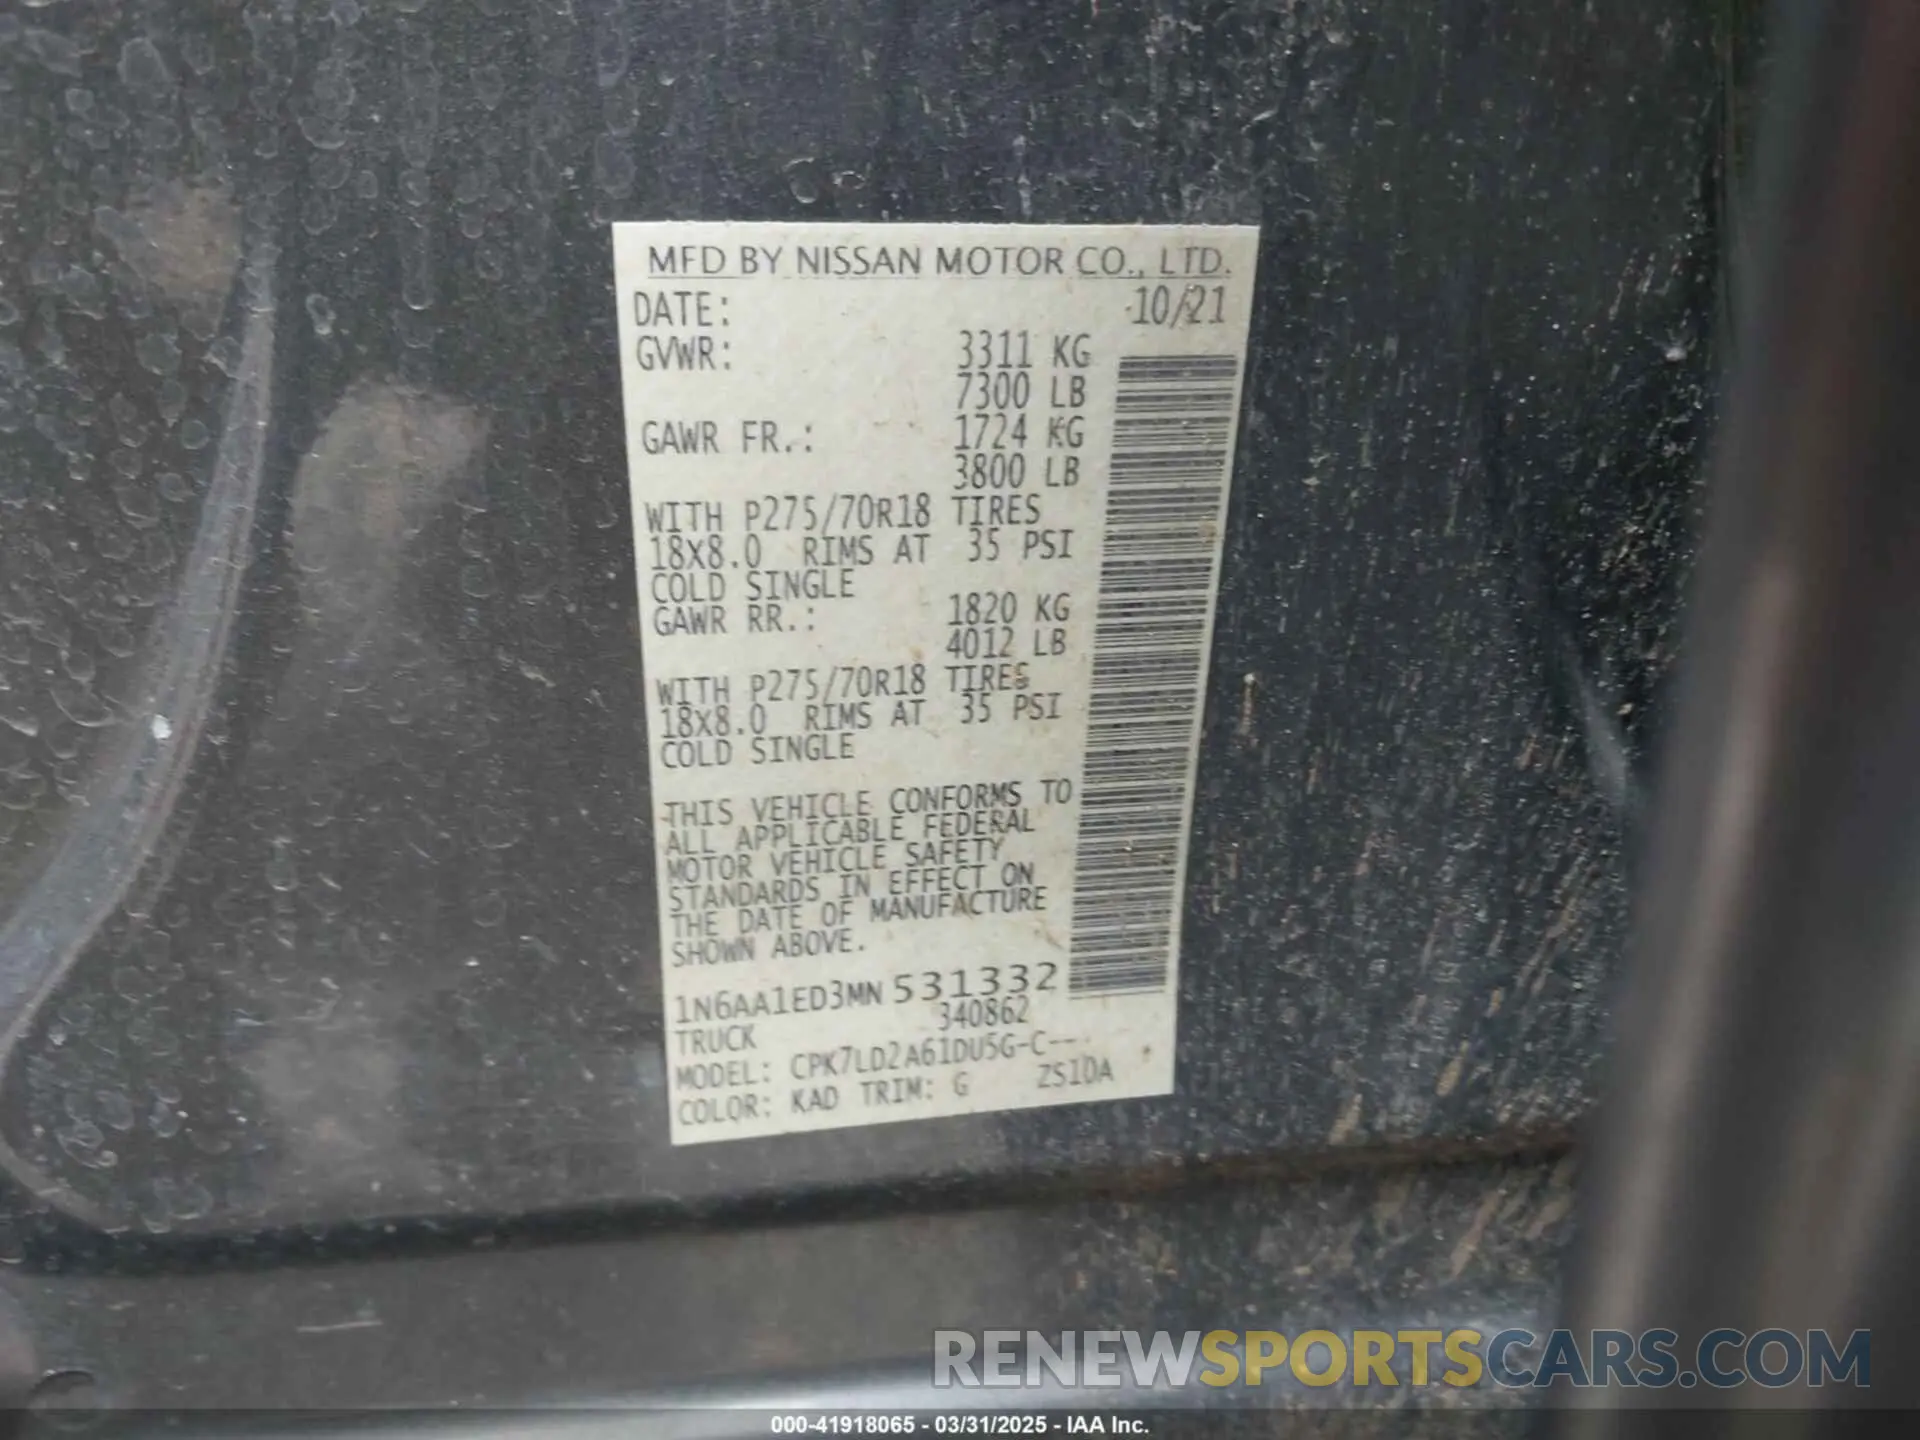 MFD BY NISSAN MOTOR CO., LTD.
DATE: 10/21
GVWR: 3311 KG
7300 LB
GAWR FR.: 1724 KG
3800 LB
WITH P275/70R18 TIRES
18X8.0 RIMS AT 35 PSI
COLD SINGLE
GAWR RR.: 1820 KG
4012 LB
WITH P275/70R18 TIRES
18X8.0 RIMS AT 35 PSI
COLD SINGLE
THIS VEHICLE CONFORMS TO
ALL APPLICABLE FEDERAL
MOTOR VEHICLE SAFETY
STANDARDS IN EFFECT ON
THE DATE OF MANUFACTURE
SHOWN ABOVE.
1N6AA1ED3MN531332
TRUCK 340862
MODEL: CPK7LD2A61DU5G-C--
COLOR: KAD TRIM: G ZS1DA
RENEWSPORTSCARS.COM
000-41918065 - 03/31/2025 - IAA Inc.